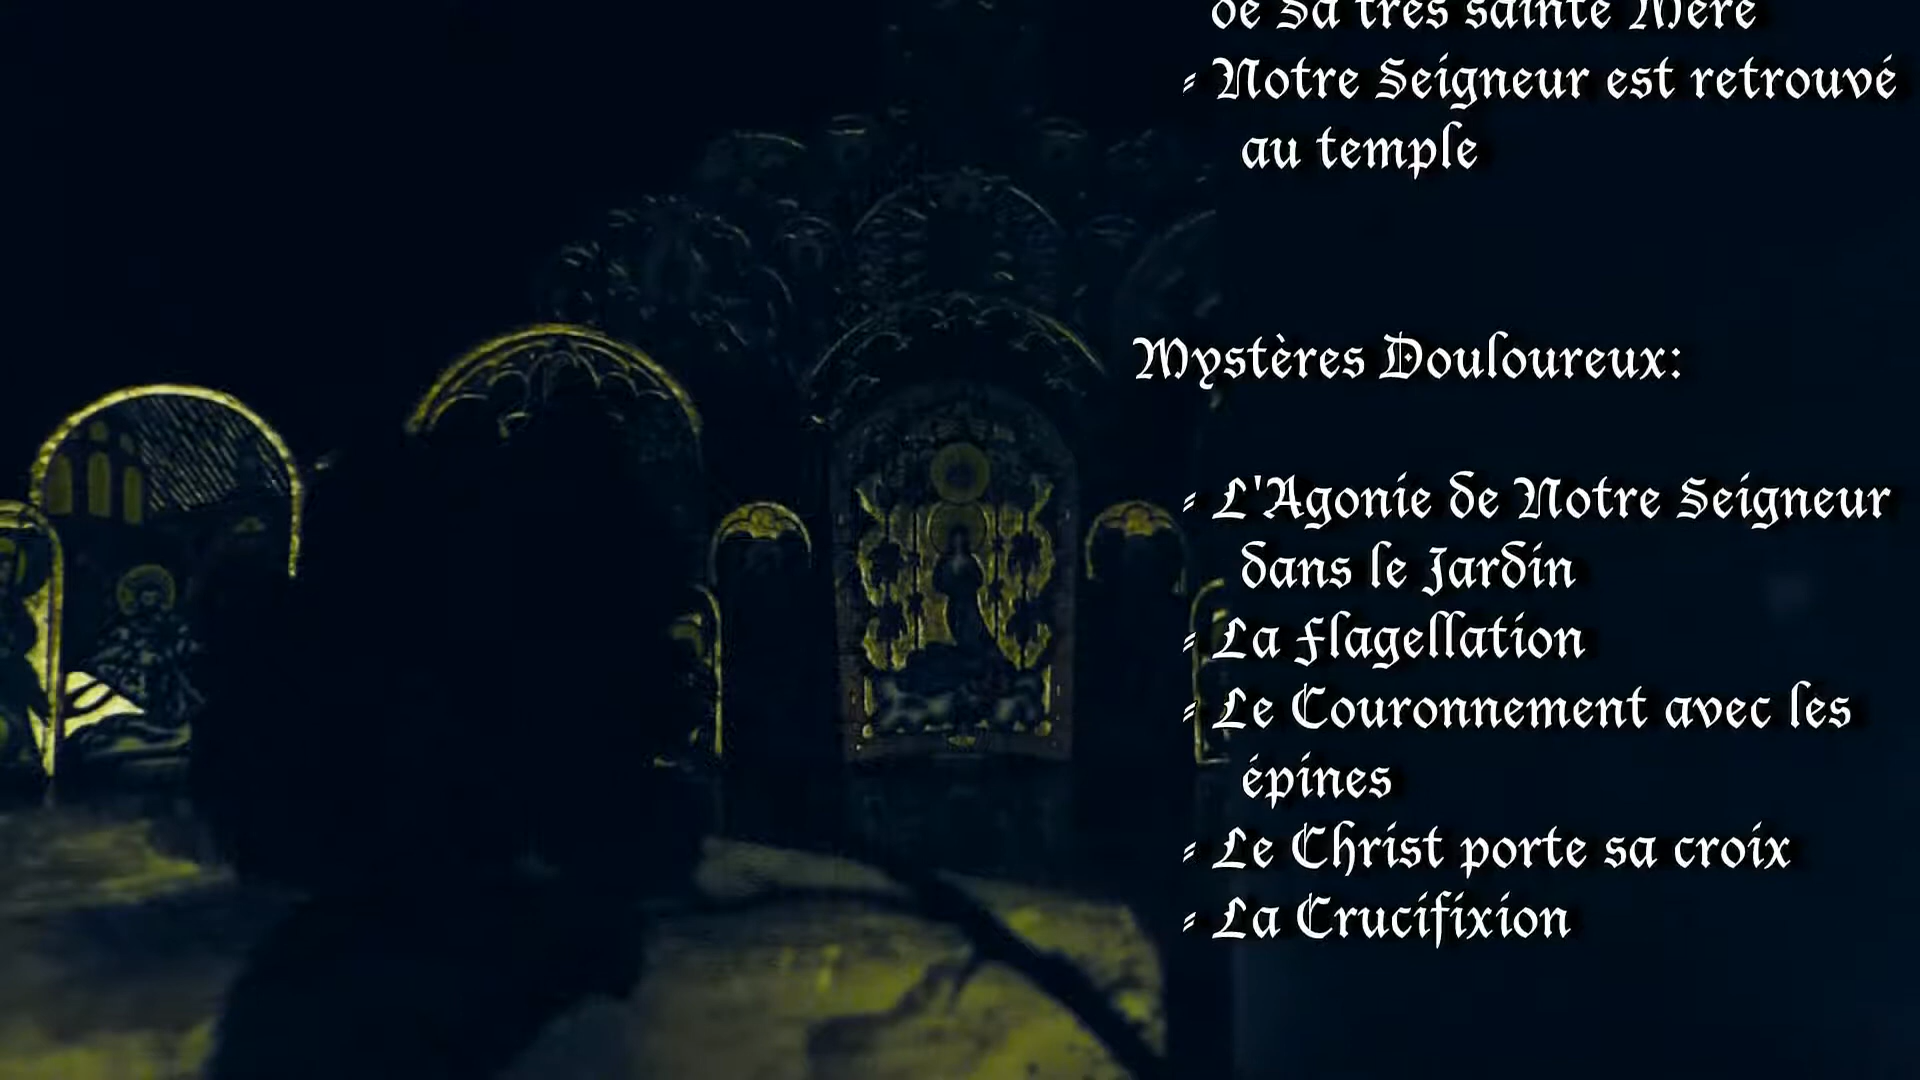 de Sa très sainte Mère
- Notre Seigneur est retrouvé
au temple
Mystères Douloureux:
- L'Agonie de Notre Seigneur
dans le Jardin
- La Flagellation
- Le Couronnement avec les
épines
- Le Christ porte sa croix
- La Crucifixion